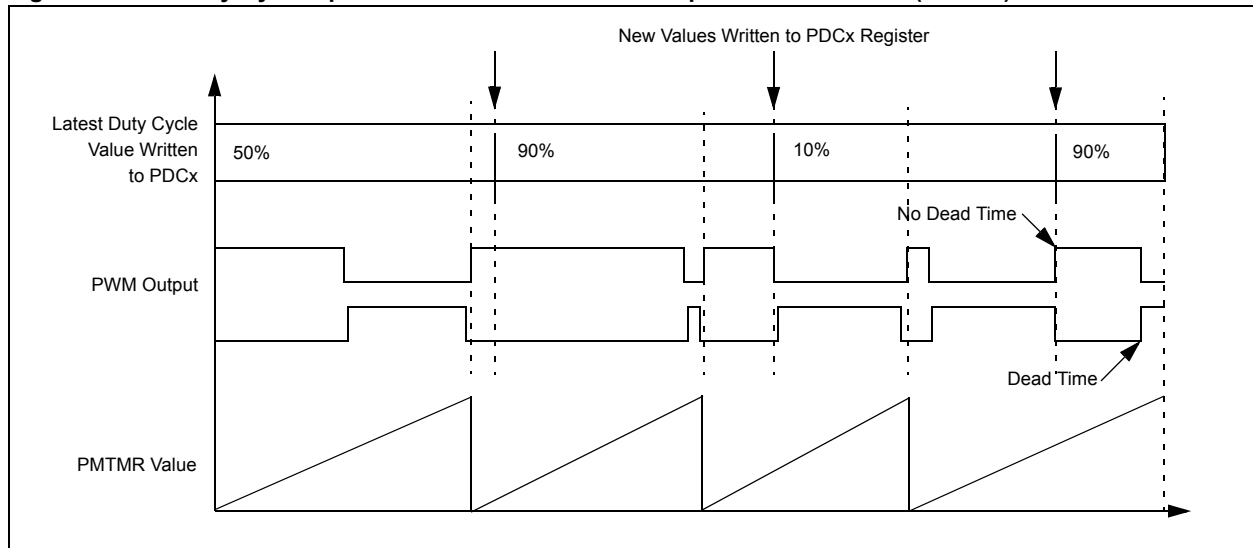 New Values Written to PDCx Register
Latest Duty Cycle
Value Written
to PDCx
50%
90%
10%
90%
No Dead Time
PWM Output
Dead Time
PMTMR Value